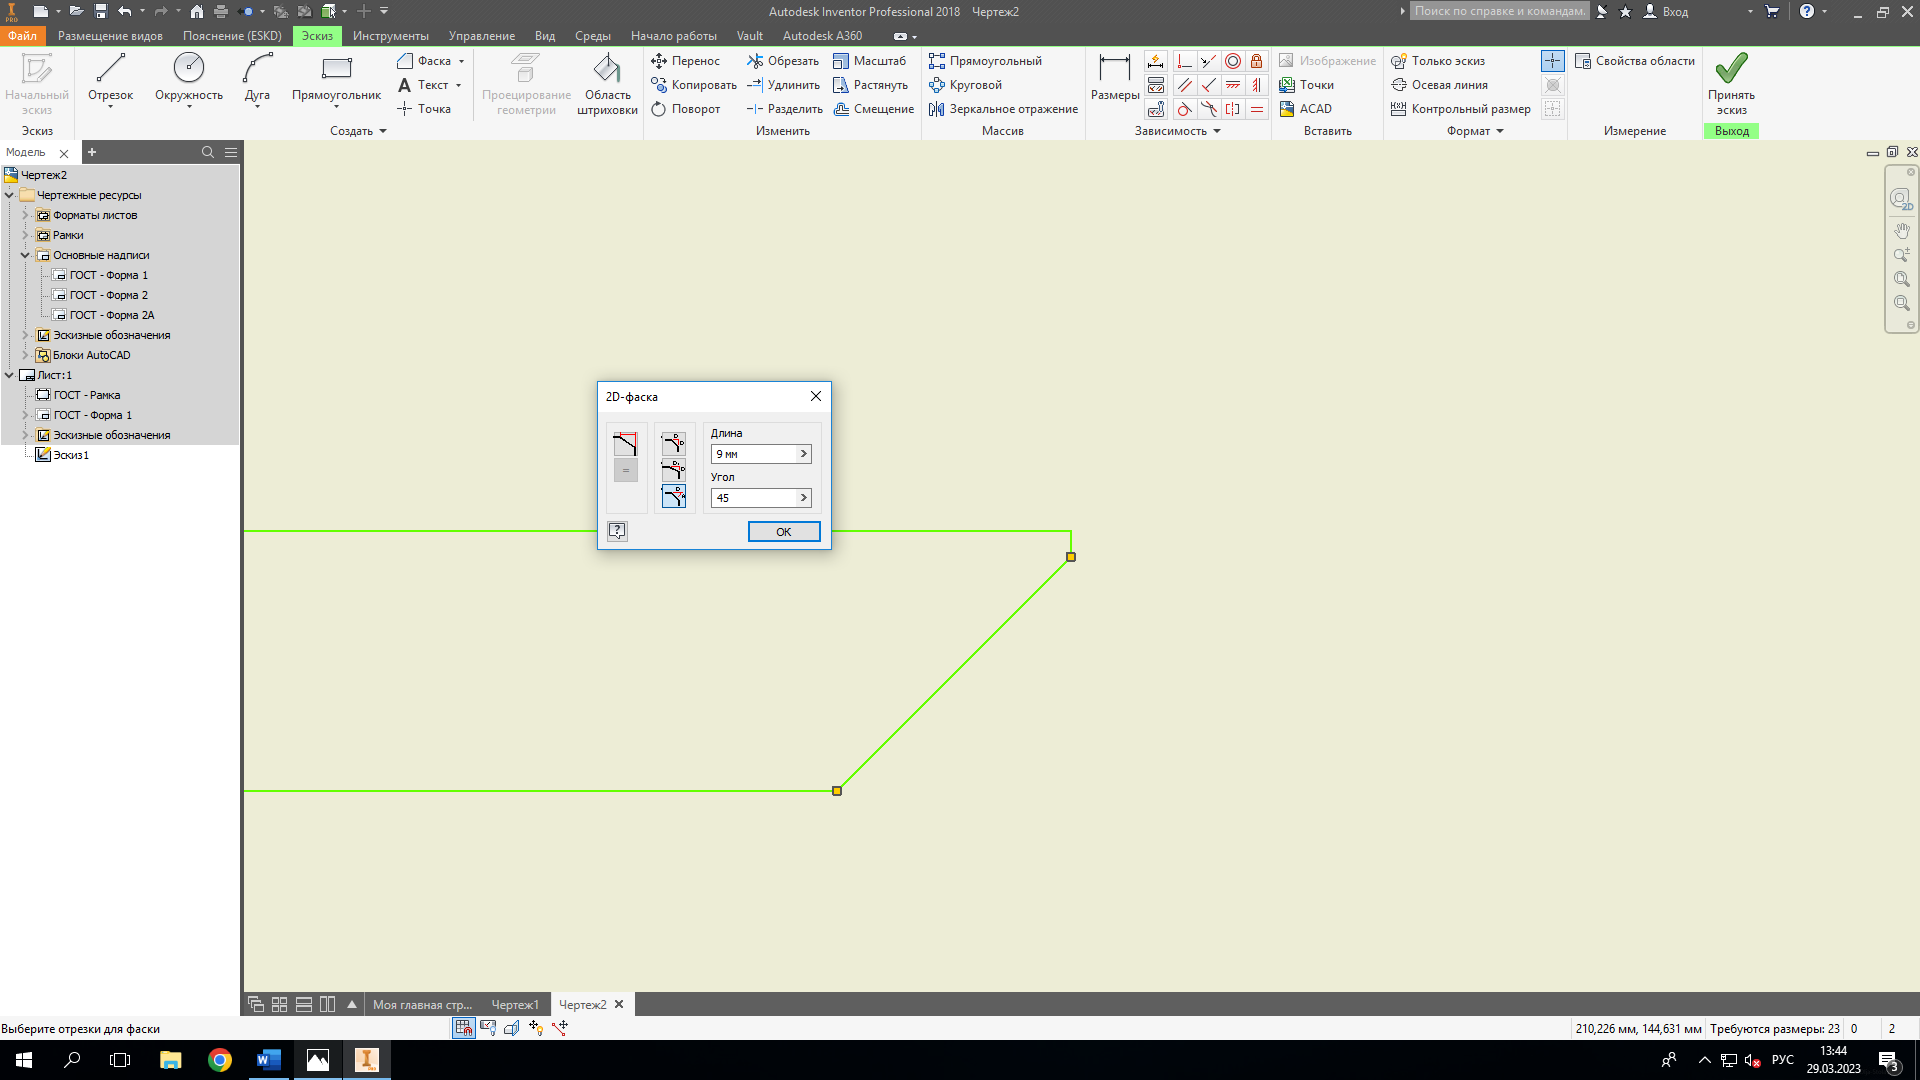 Autodesk Inventor Professional 2018 Чертеж2
Поиск по справке и командам.
Вход
PRO
Файл
Размещение видов
Пояснение (ESKD)
Эскиз
Инструменты
Управление
Вид
Среды
Начало работы
Vault
Autodesk A360
Начальный
эскиз
Отрезок
Окружность
Дуга
Прямоугольник
Фаска
Текст
Точка
Проецирование
геометрии
Область
штриховки
Перенос
Копировать
Поворот
Обрезать
Удлинить
Разделить
Масштаб
Растянуть
Смещение
Прямоугольный
Круговой
Зеркальное отражение
Размеры
Изображение
Точки
ACAD
Только эскиз
Осевая линия
Контрольный размер
Свойства области
Принять
эскиз
Эскиз
Создать
Изменить
Массив
Зависимость
Вставить
Формат
Измерение
Выход
Модель
Чертеж2
Чертежные ресурсы
Форматы листов
Рамки
Основные надписи
ГОСТ - Форма 1
ГОСТ - Форма 2
ГОСТ - Форма 2А
Эскизные обозначения
Блоки AutoCAD
Лист:1
ГОСТ - Рамка
ГОСТ - Форма 1
Эскизные обозначения
Эскиз1
2D
2D-фаска
Длина
9 мм
Угол
45
=
OK
Моя главная стр...
Чертеж1
Чертеж2
Выберите отрезки для фаски
210,226 мм, 144,631 мм
Требуются размеры: 23
0
2
РУС
13:44
29.03.2023
3